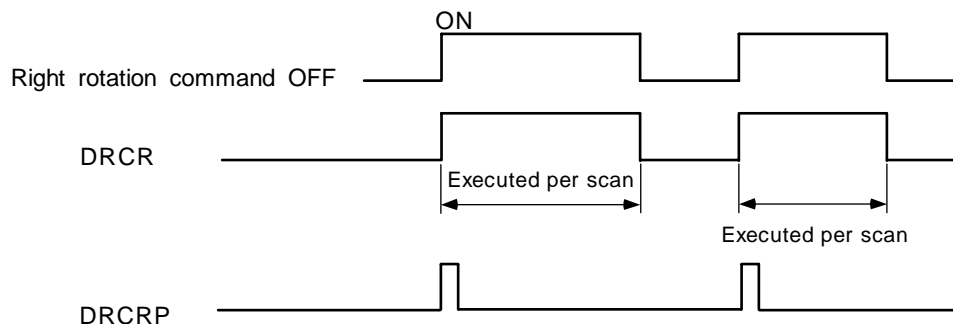 ON
Right rotation command OFF
DRCR
Executed per scan
Executed per scan
DRCRP